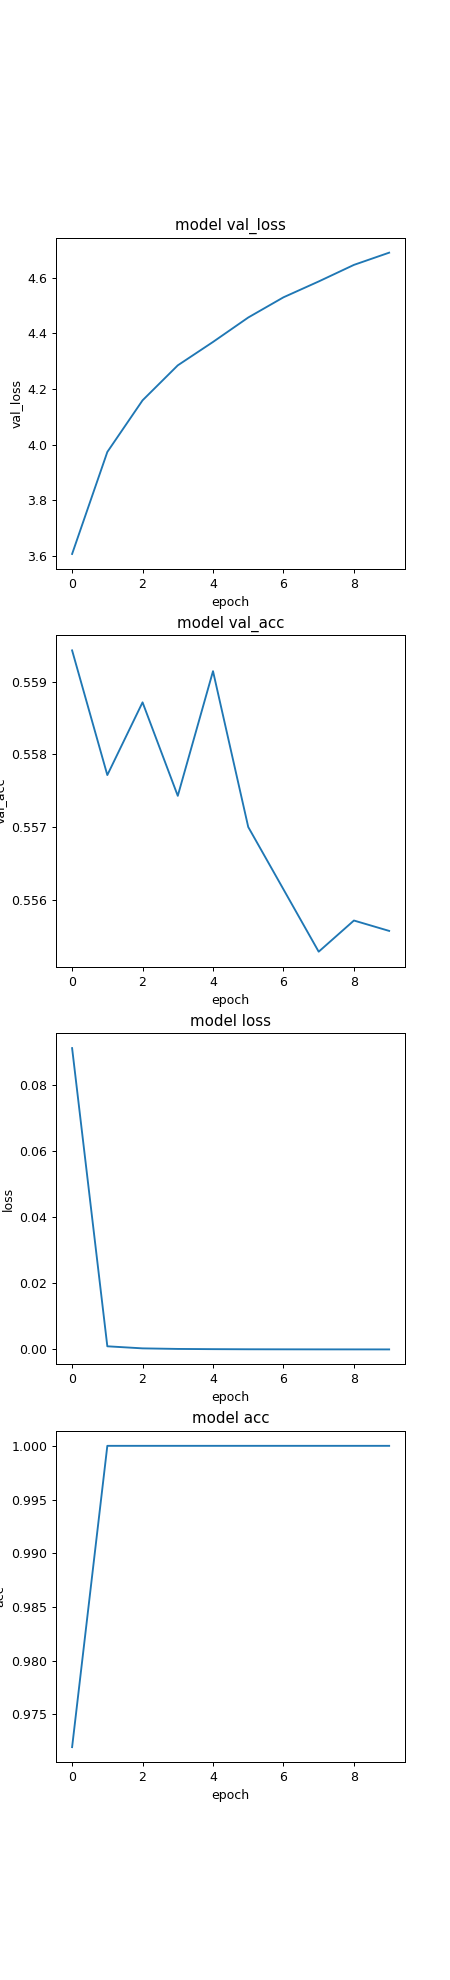 model val_loss
4.6
4.4
4.2
4.0
3.8
3.6
val_loss
0 2 4 6 8
epoch
model val_acc
0.559
0.558
0.557
0.556
val_acc
0 2 4 6 8
epoch
model loss
0.08
0.06
0.04
0.02
0.00
loss
0 2 4 6 8
epoch
model acc
1.000
0.995
0.990
0.985
0.980
0.975
acc
0 2 4 6 8
epoch